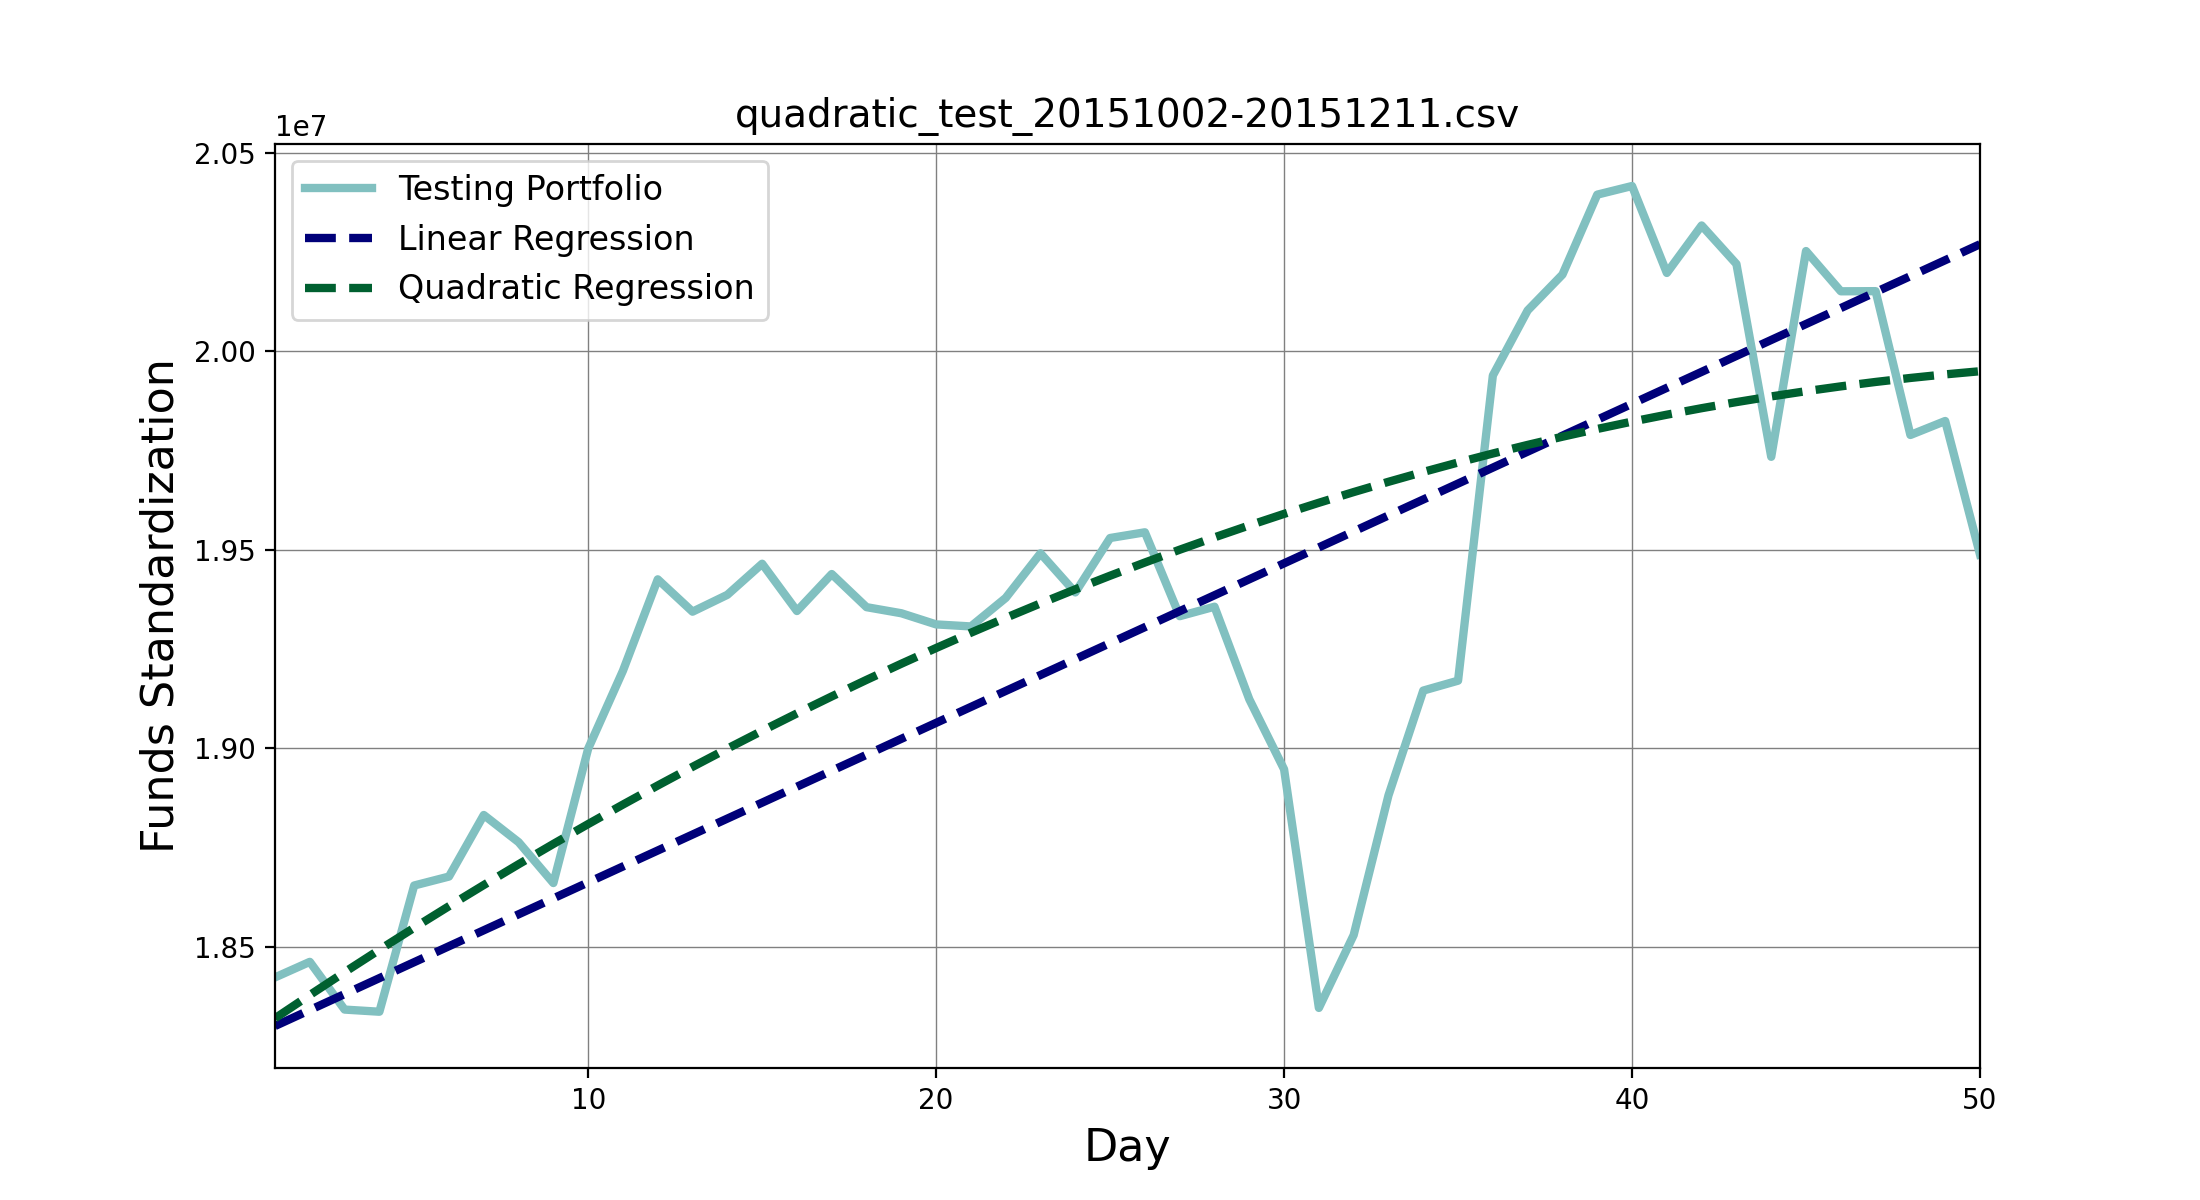 quadratic_test_20151002-20151211.csv
1e7
2.05
2.00
1.95
1.90
1.85
Funds Standardization
Testing Portfolio
Linear Regression
Quadratic Regression
10 20 30 40 50
Day